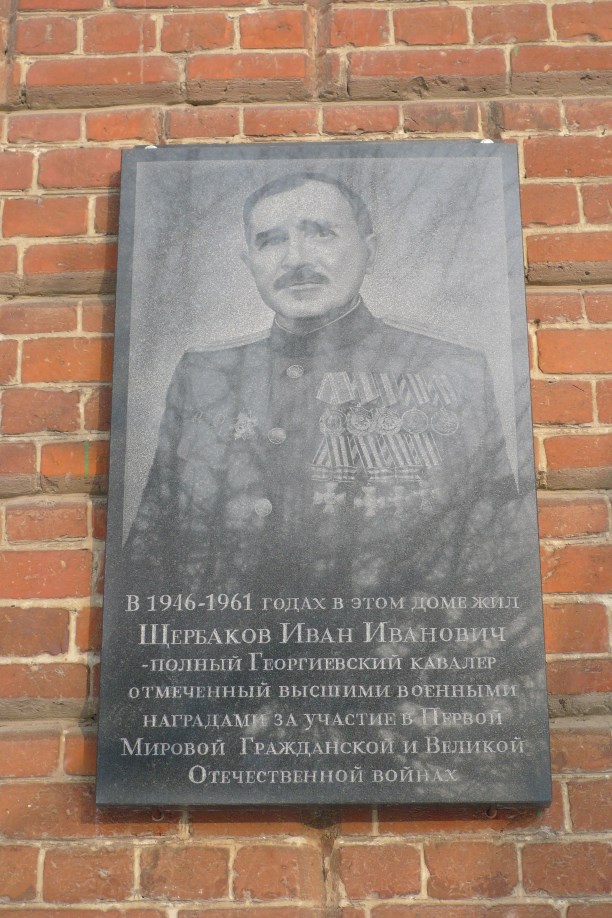 В 1946-1961 годах в этом доме жил
Щербаков Иван Иванович
-полный Георгиевский кавалер
отмеченный высшими военными
наградами за участие в Первой
Мировой Гражданской и Великой
Отечественной войнах